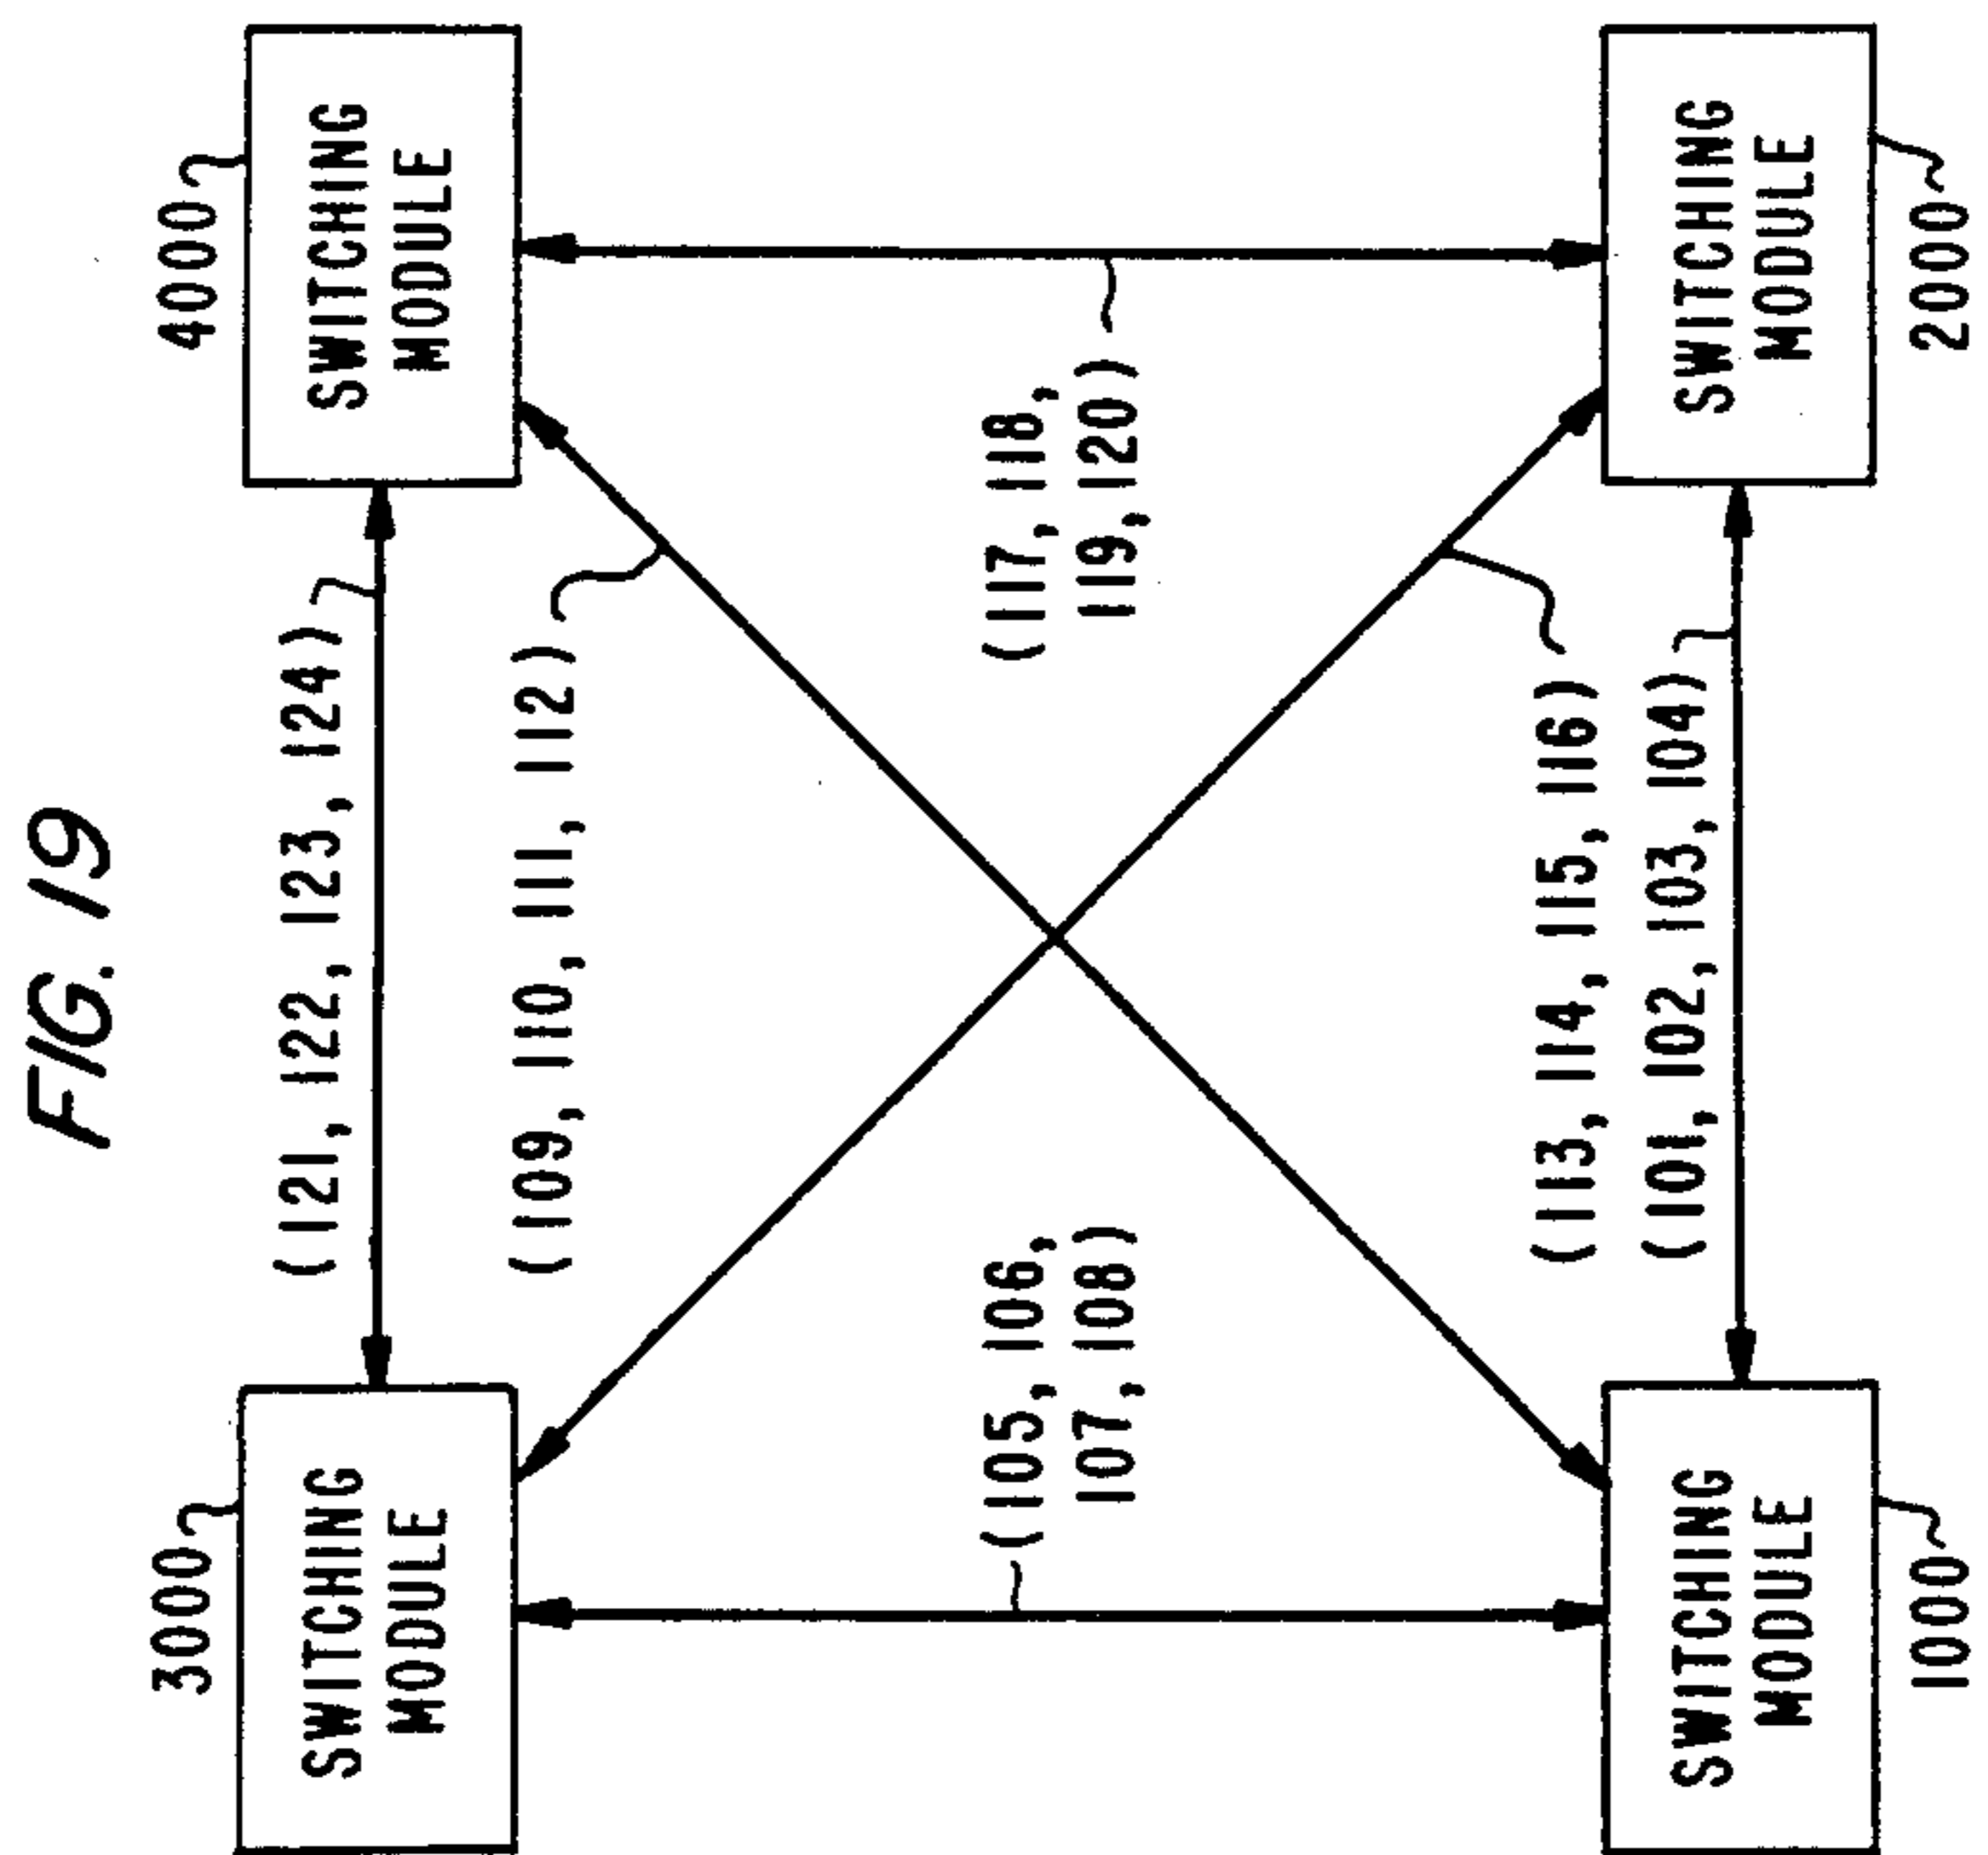 FIG. 19
3000
SWITCHING
MODULE
4000
SWITCHING
MODULE
(121, 122, 123, 124)
(109, 110, 111, 112)
(105, 106,
107, 108)
(117, 118,
119, 120)
(113, 114, 115, 116)
(101, 102, 103, 104)
SWITCHING
MODULE
1000
SWITCHING
MODULE
2000